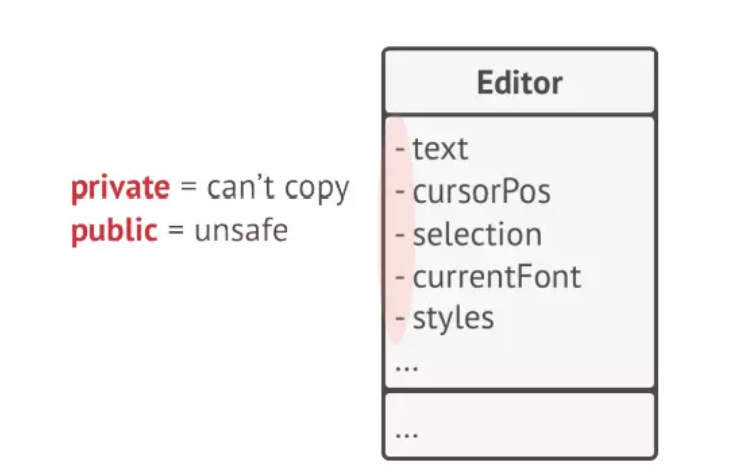 Editor
private = can't copy
public = unsafe
- text
- cursorPos
- selection
- currentFont
- styles
...
...